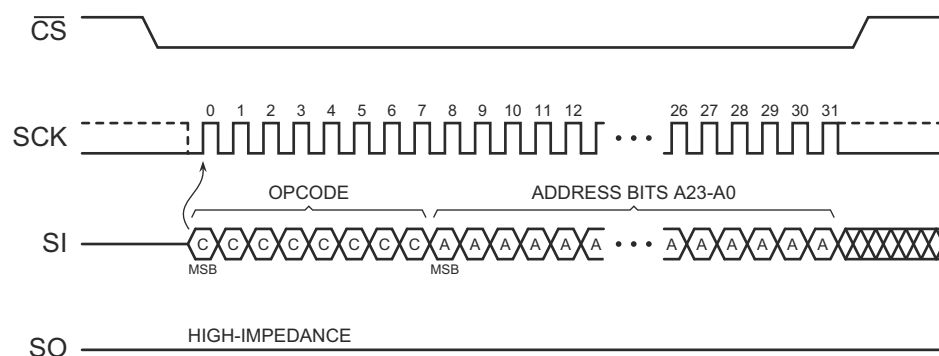 CS
0 1 2 3 4 5 6 7 8 9 10 11 12 26 27 28 29 30 31
SCK
OPCODE ADDRESS BITS A23-A0
SI C C C C C C C C A A A A A A A A A A A A
MSB MSB
HIGH-IMPEDANCE
SO